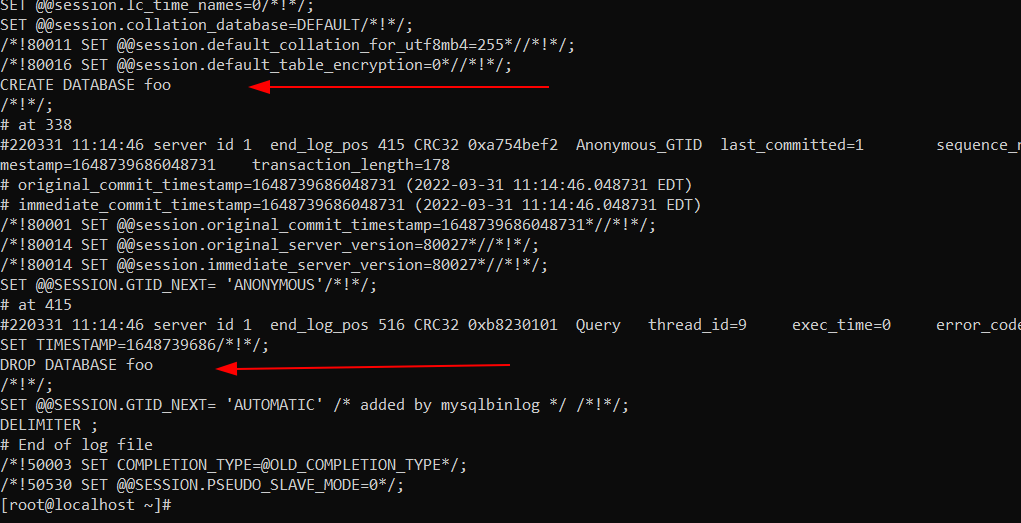 SET @@session.lc_time_names=0/*!*/;
SET @@session.collation_database=DEFAULT/*!*/;
/*!80011 SET @@session.default_collation_for_utf8mb4=255*//*!*/;
/*!80016 SET @@session.default_table_encryption=0*//*!*/;
CREATE DATABASE foo
/*!*/;
# at 338
#220331 11:14:46 server id 1  end_log_pos 415 CRC32 0xa754bef2  Anonymous_GTID  last_committed=1        sequence_
mestamp=1648739686048731    transaction_length=178
# original_commit_timestamp=1648739686048731 (2022-03-31 11:14:46.048731 EDT)
# immediate_commit_timestamp=1648739686048731 (2022-03-31 11:14:46.048731 EDT)
/*!80001 SET @@session.original_commit_timestamp=1648739686048731*//*!*/;
/*!80014 SET @@session.original_server_version=80027*//*!*/;
/*!80014 SET @@session.immediate_server_version=80027*//*!*/;
SET @@SESSION.GTID_NEXT= 'ANONYMOUS'/*!*/;
# at 415
#220331 11:14:46 server id 1  end_log_pos 516 CRC32 0xb8230101  Query   thread_id=9     exec_time=0     error_code
SET TIMESTAMP=1648739686/*!*/;
DROP DATABASE foo
/*!*/;
SET @@SESSION.GTID_NEXT= 'AUTOMATIC' /* added by mysqlbinlog */ /*!*/;
DELIMITER ;
# End of log file
/*!50003 SET COMPLETION_TYPE=@OLD_COMPLETION_TYPE*/;
/*!50530 SET @@SESSION.PSEUDO_SLAVE_MODE=0*/;
[root@localhost ~]#